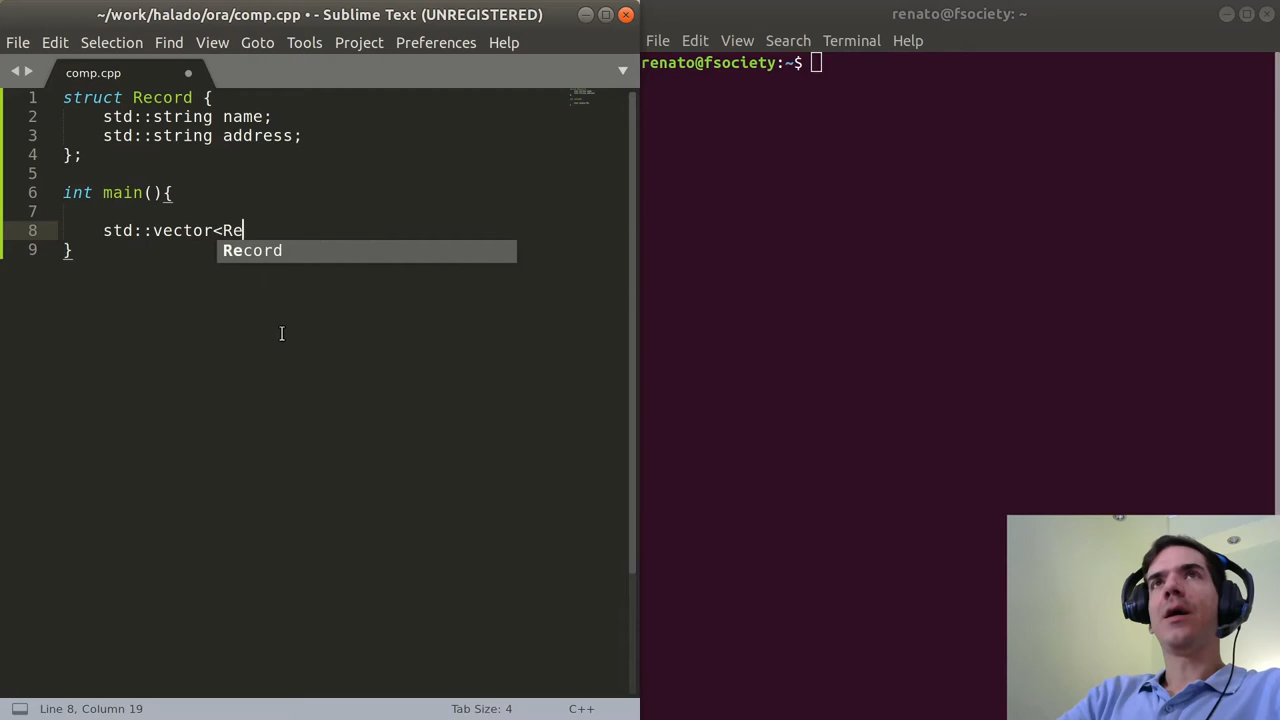 ~/work/halado/ora/comp.cpp • - Sublime Text (UNREGISTERED)
File Edit Selection Find View Goto Tools Project Preferences Help
comp.cpp
1 struct Record {
2 std::string name;
3 std::string address;
4 };
5
6 int main(){
7
8 std::vector<Re
Record
9 }
Line 8, Column 19
Tab Size: 4
C++
renato@fsociety: ~
File Edit View Search Terminal Help
renato@fsociety:~$